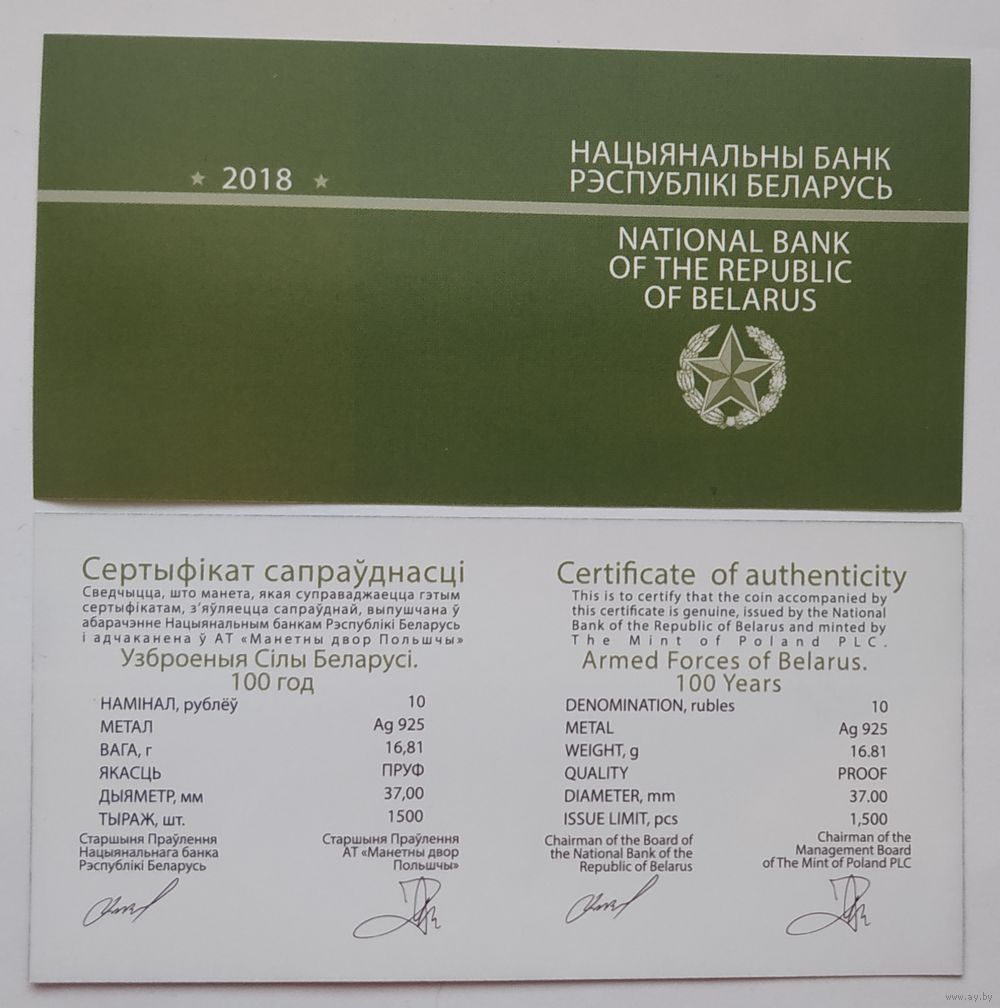 ★ 2018 ★
НАЦЫЯНАЛЬНЫ БАНК
РЭСПУБЛІКІ БЕЛАРУСЬ
NATIONAL BANK
OF THE REPUBLIC
OF BELARUS
Сертыфікат сапраўднасці
Сведчыцца, што манета, якая суправаджаецца гэтым
сертыфікатам, з’яўляецца сапраўднай, выпушчана ў
абарачэнне Нацыянальным банкам Рэспублікі Беларусь
і адчаканена ў АТ «Манетны двор Польшчы»
Узброеныя Сілы Беларусі.
100 год
НАМІНАЛ, рублёў 10
МЕТАЛ Ag 925
ВАГА, г 16,81
ЯКАСЦЬ ПРУФ
ДЫЯМЕТР, мм 37,00
ТЫРАЖ, шт. 1500
Старшыня Праўлення
Нацыянальнага банка
Рэспублікі Беларусь
Старшыня Праўлення
АТ «Манетны двор
Польшчы»
Certificate of authenticity
This is to certify that the coin accompanied by
this certificate is genuine, issued by the National
Bank of the Republic of Belarus and minted by
The Mint of Poland PLC.
Armed Forces of Belarus.
100 Years
DENOMINATION, rubles 10
METAL Ag 925
WEIGHT, g 16.81
QUALITY PROOF
DIAMETER, mm 37.00
ISSUE LIMIT, pcs 1,500
Chairman of the Board of
the National Bank of the
Republic of Belarus
Chairman of the
Management Board
of The Mint of Poland PLC
www.ay.by